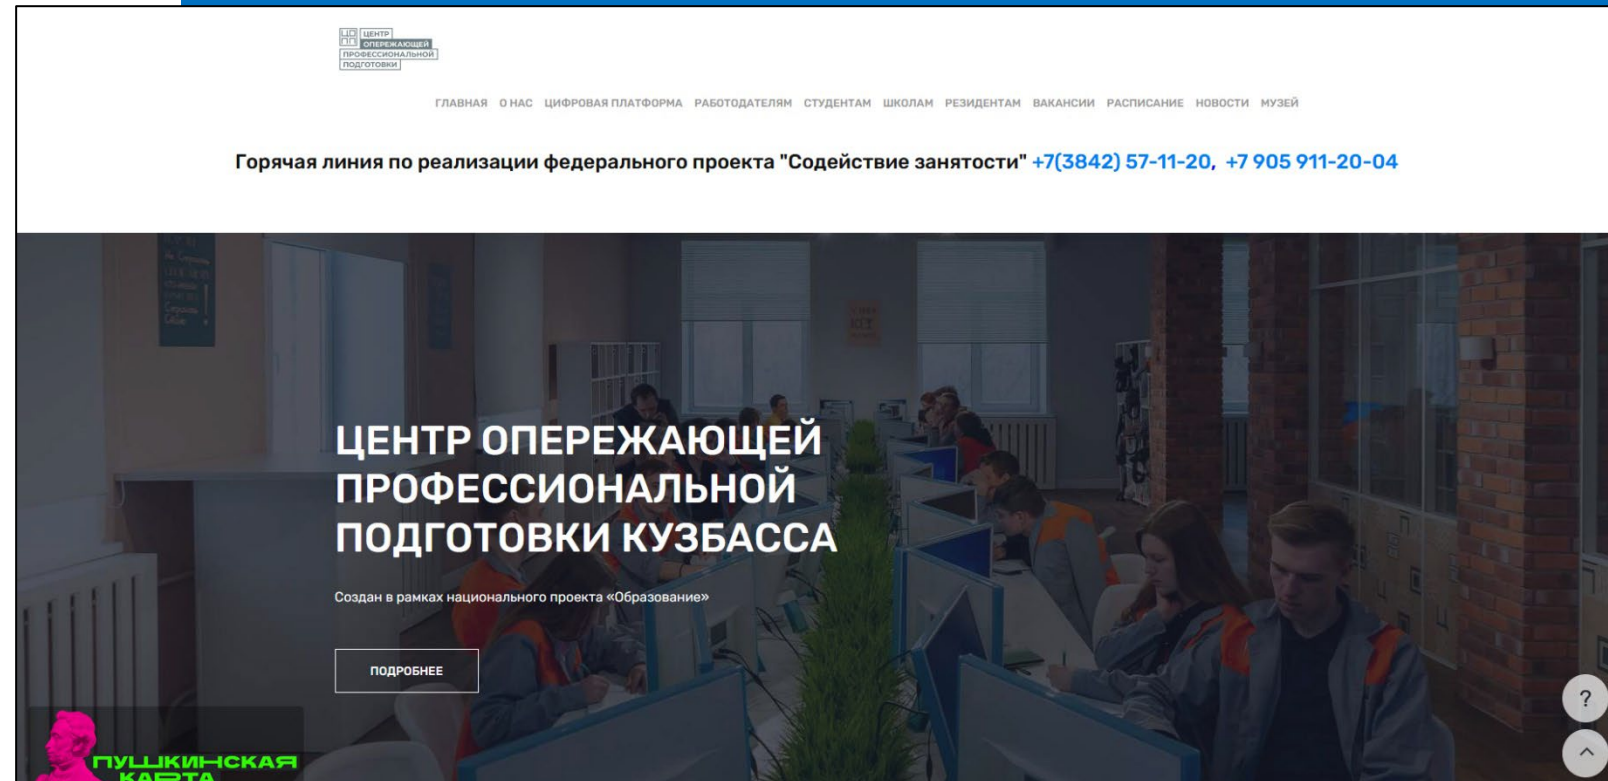 ЦЕНТР
ОПЕРЕЖАЮЩЕЙ
ПРОФЕССИОНАЛЬНОЙ
ПОДГОТОВКИ
ГЛАВНАЯ О НАС ЦИФРОВАЯ ПЛАТФОРМА РАБОТОДАТЕЛЯМ СТУДЕНТАМ ШКОЛАМ РЕЗИДЕНТАМ ВАКАНСИИ РАСПИСАНИЕ НОВОСТИ МУЗЕЙ
Горячая линия по реализации федерального проекта "Содействие занятости" +7(3842) 57-11-20, +7 905 911-20-04
ЦЕНТР ОПЕРЕЖАЮЩЕЙ
ПРОФЕССИОНАЛЬНОЙ
ПОДГОТОВКИ КУЗБАССА
Создан в рамках национального проекта «Образование»
ПОДРОБНЕЕ
?
ПУШКИНСКАЯ
КАРТА